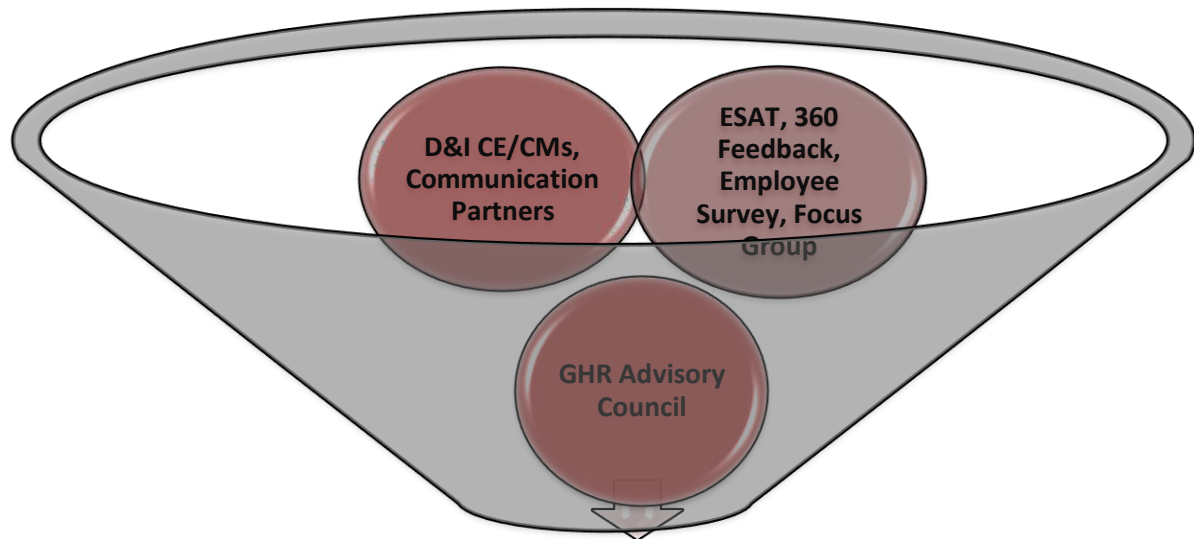 D&I CE/CMs,
Communication
Partners
ESAT, 360
Feedback,
Employee
Survey, Focus
Group
GHR Advisory
Council